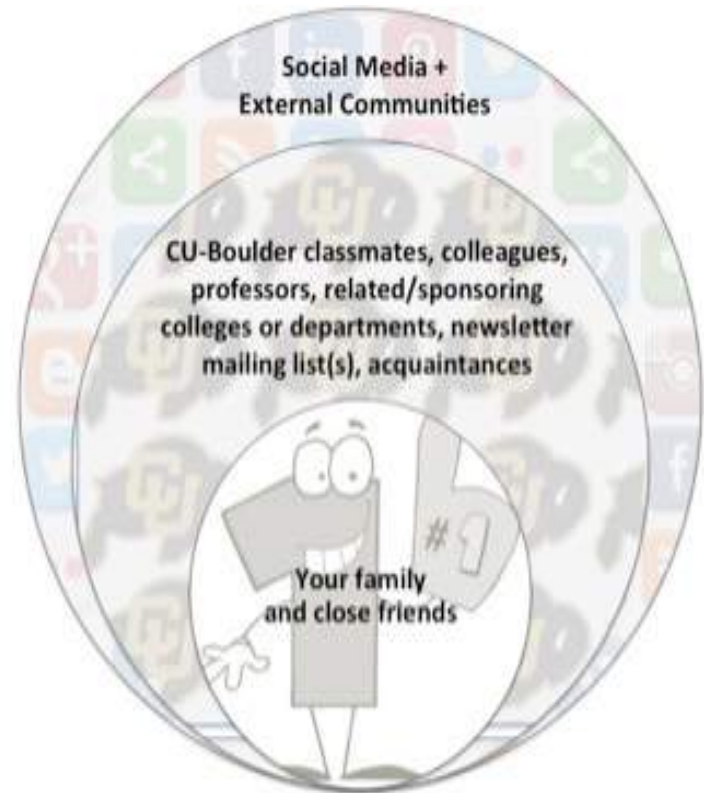 Social Media +
External Communities
CU-Boulder classmates, colleagues,
professors, related/sponsoring
colleges or departments, newsletter
mailing list(s), acquaintances
#1
Your family
and close friends